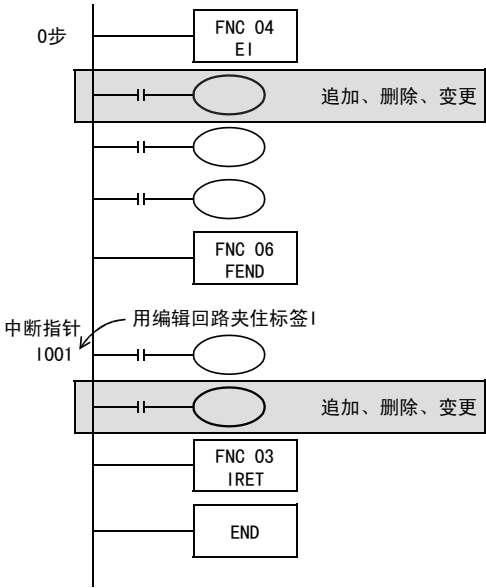 0步
FNC 04
EI
追加、删除、变更
FNC 06
FEND
中断指针
I001
用编辑回路夹住标签I
追加、删除、变更
FNC 03
IRET
END